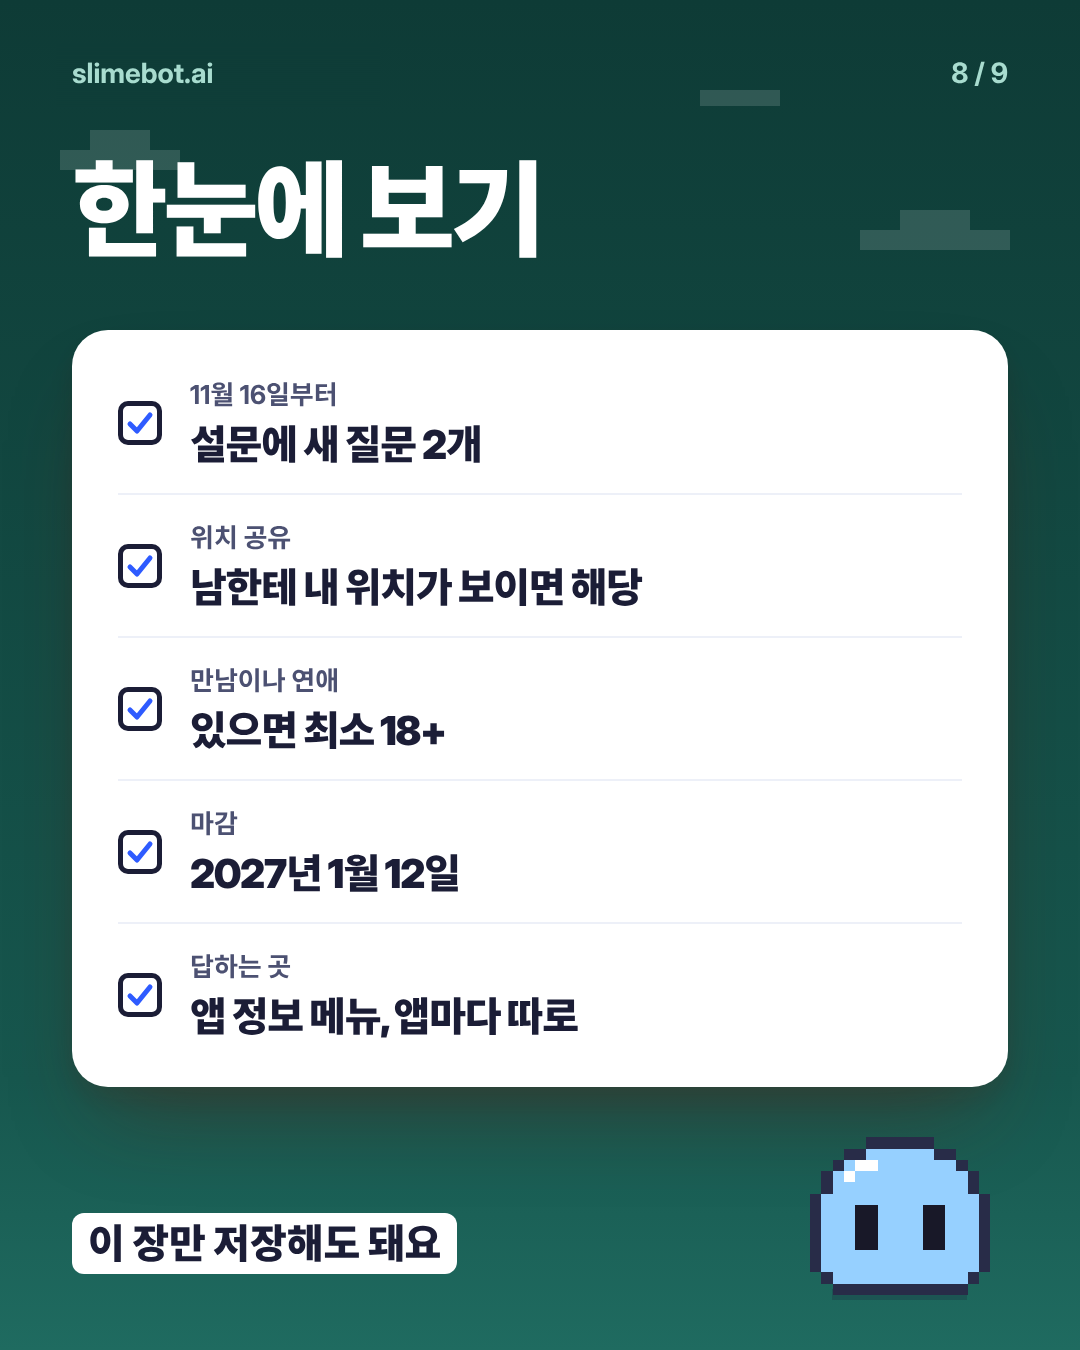 slimebot.ai
8 / 9
한눈에 보기
11월 16일부터
설문에 새 질문 2개
위치 공유
남한테 내 위치가 보이면 해당
만남이나 연애
있으면 최소 18+
마감
2027년 1월 12일
답하는 곳
앱 정보 메뉴, 앱마다 따로
이 장만 저장해도 돼요